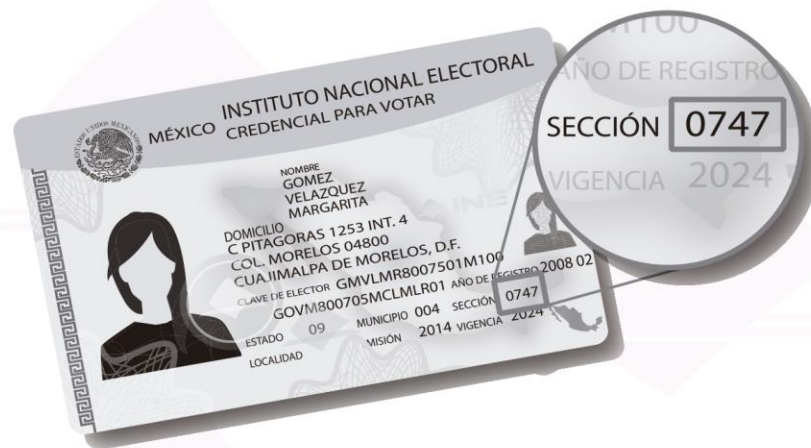 MÉXICO
INSTITUTO NACIONAL ELECTORAL
CREDENCIAL PARA VOTAR
NOMBRE
GOMEZ
VELAZQUEZ
MARGARITA
DOMICILIO
C PITAGORAS 1253 INT. 4
COL. MORELOS 04800
CUAJIMALPA DE MORELOS, D.F.
CLAVE DE ELECTOR GMVLMR8007501M100
GOVM800705MCLMLR01 AÑO DE REGISTRO 2008 02
ESTADO 09 MUNICIPIO 004 SECCIÓN 0747
LOCALIDAD MISIÓN 2014 VIGENCIA 2024
INE
AÑO DE REGISTRO
SECCIÓN 0747
VIGENCIA 2024